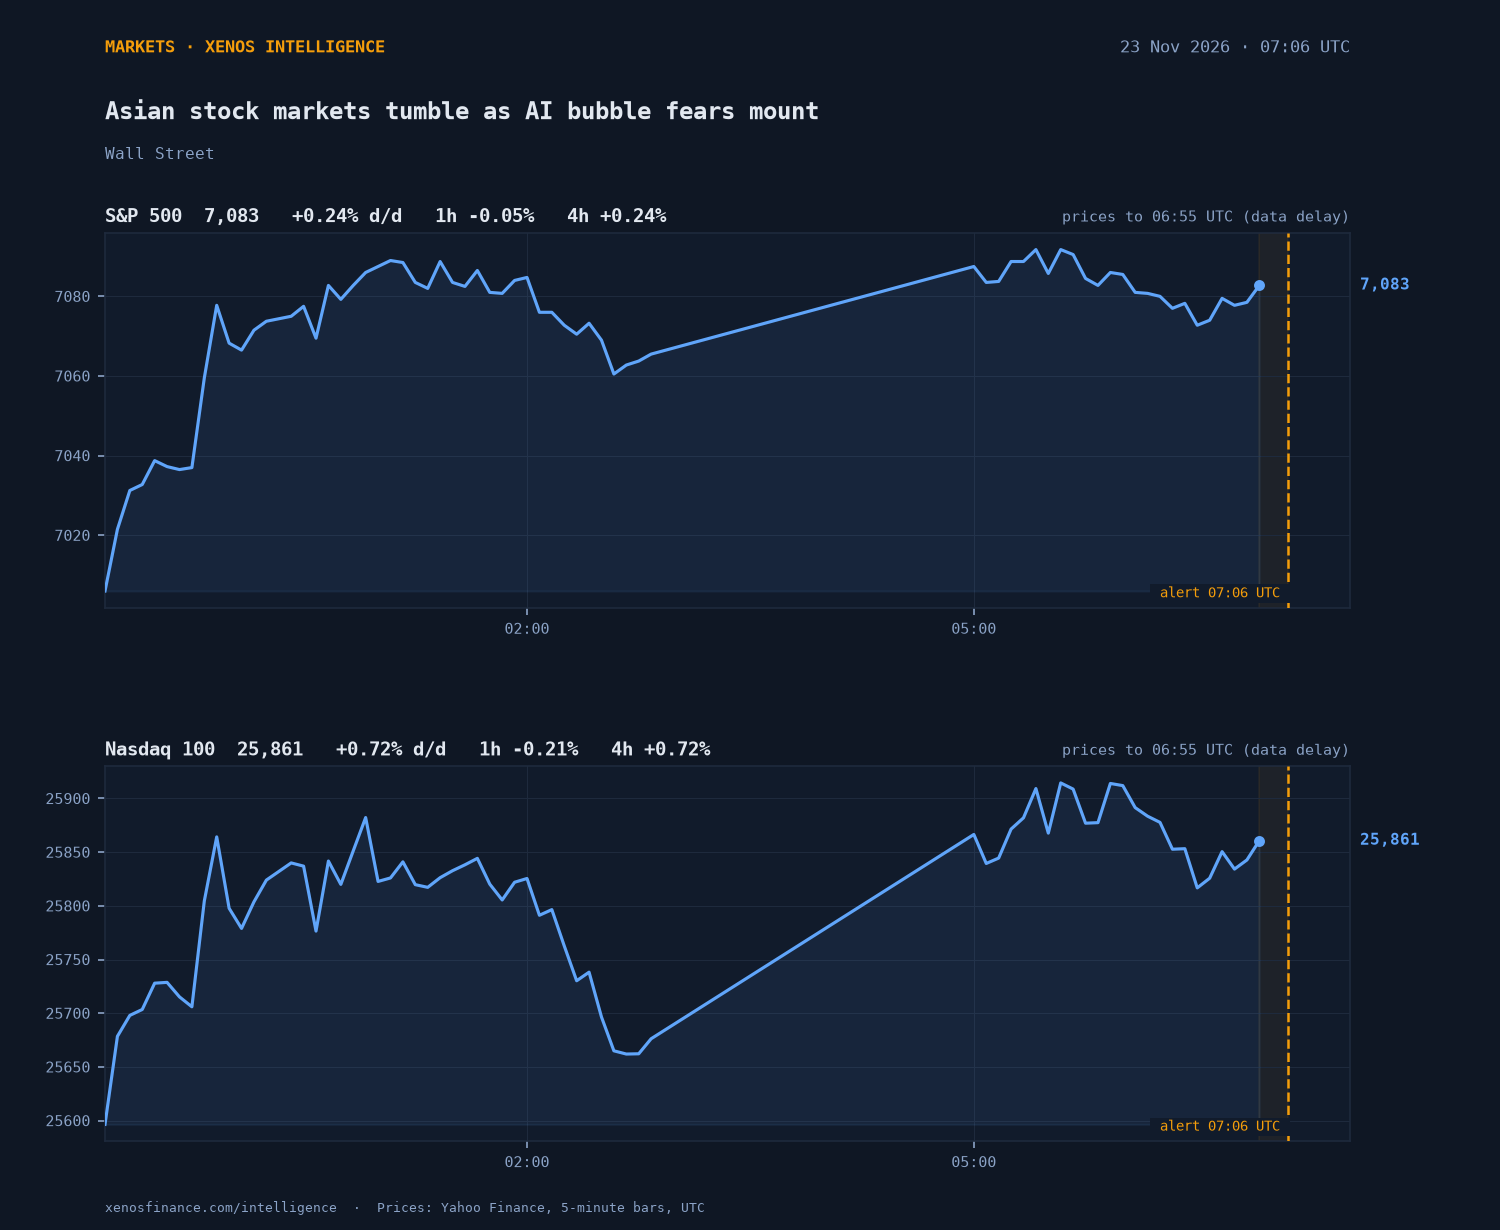 MARKETS · XENOS INTELLIGENCE
23 Nov 2026 · 07:06 UTC
Asian stock markets tumble as AI bubble fears mount
Wall Street
S&P 500  7,083   +0.24% d/d   1h -0.05%   4h +0.24%
prices to 06:55 UTC (data delay)
7,083
7080
7060
7040
7020
alert 07:06 UTC
02:00
05:00
Nasdaq 100  25,861   +0.72% d/d   1h -0.21%   4h +0.72%
prices to 06:55 UTC (data delay)
25900
25,861
25850
25800
25750
25700
25650
25600
alert 07:06 UTC
02:00
05:00
xenosfinance.com/intelligence  ·  Prices: Yahoo Finance, 5-minute bars, UTC